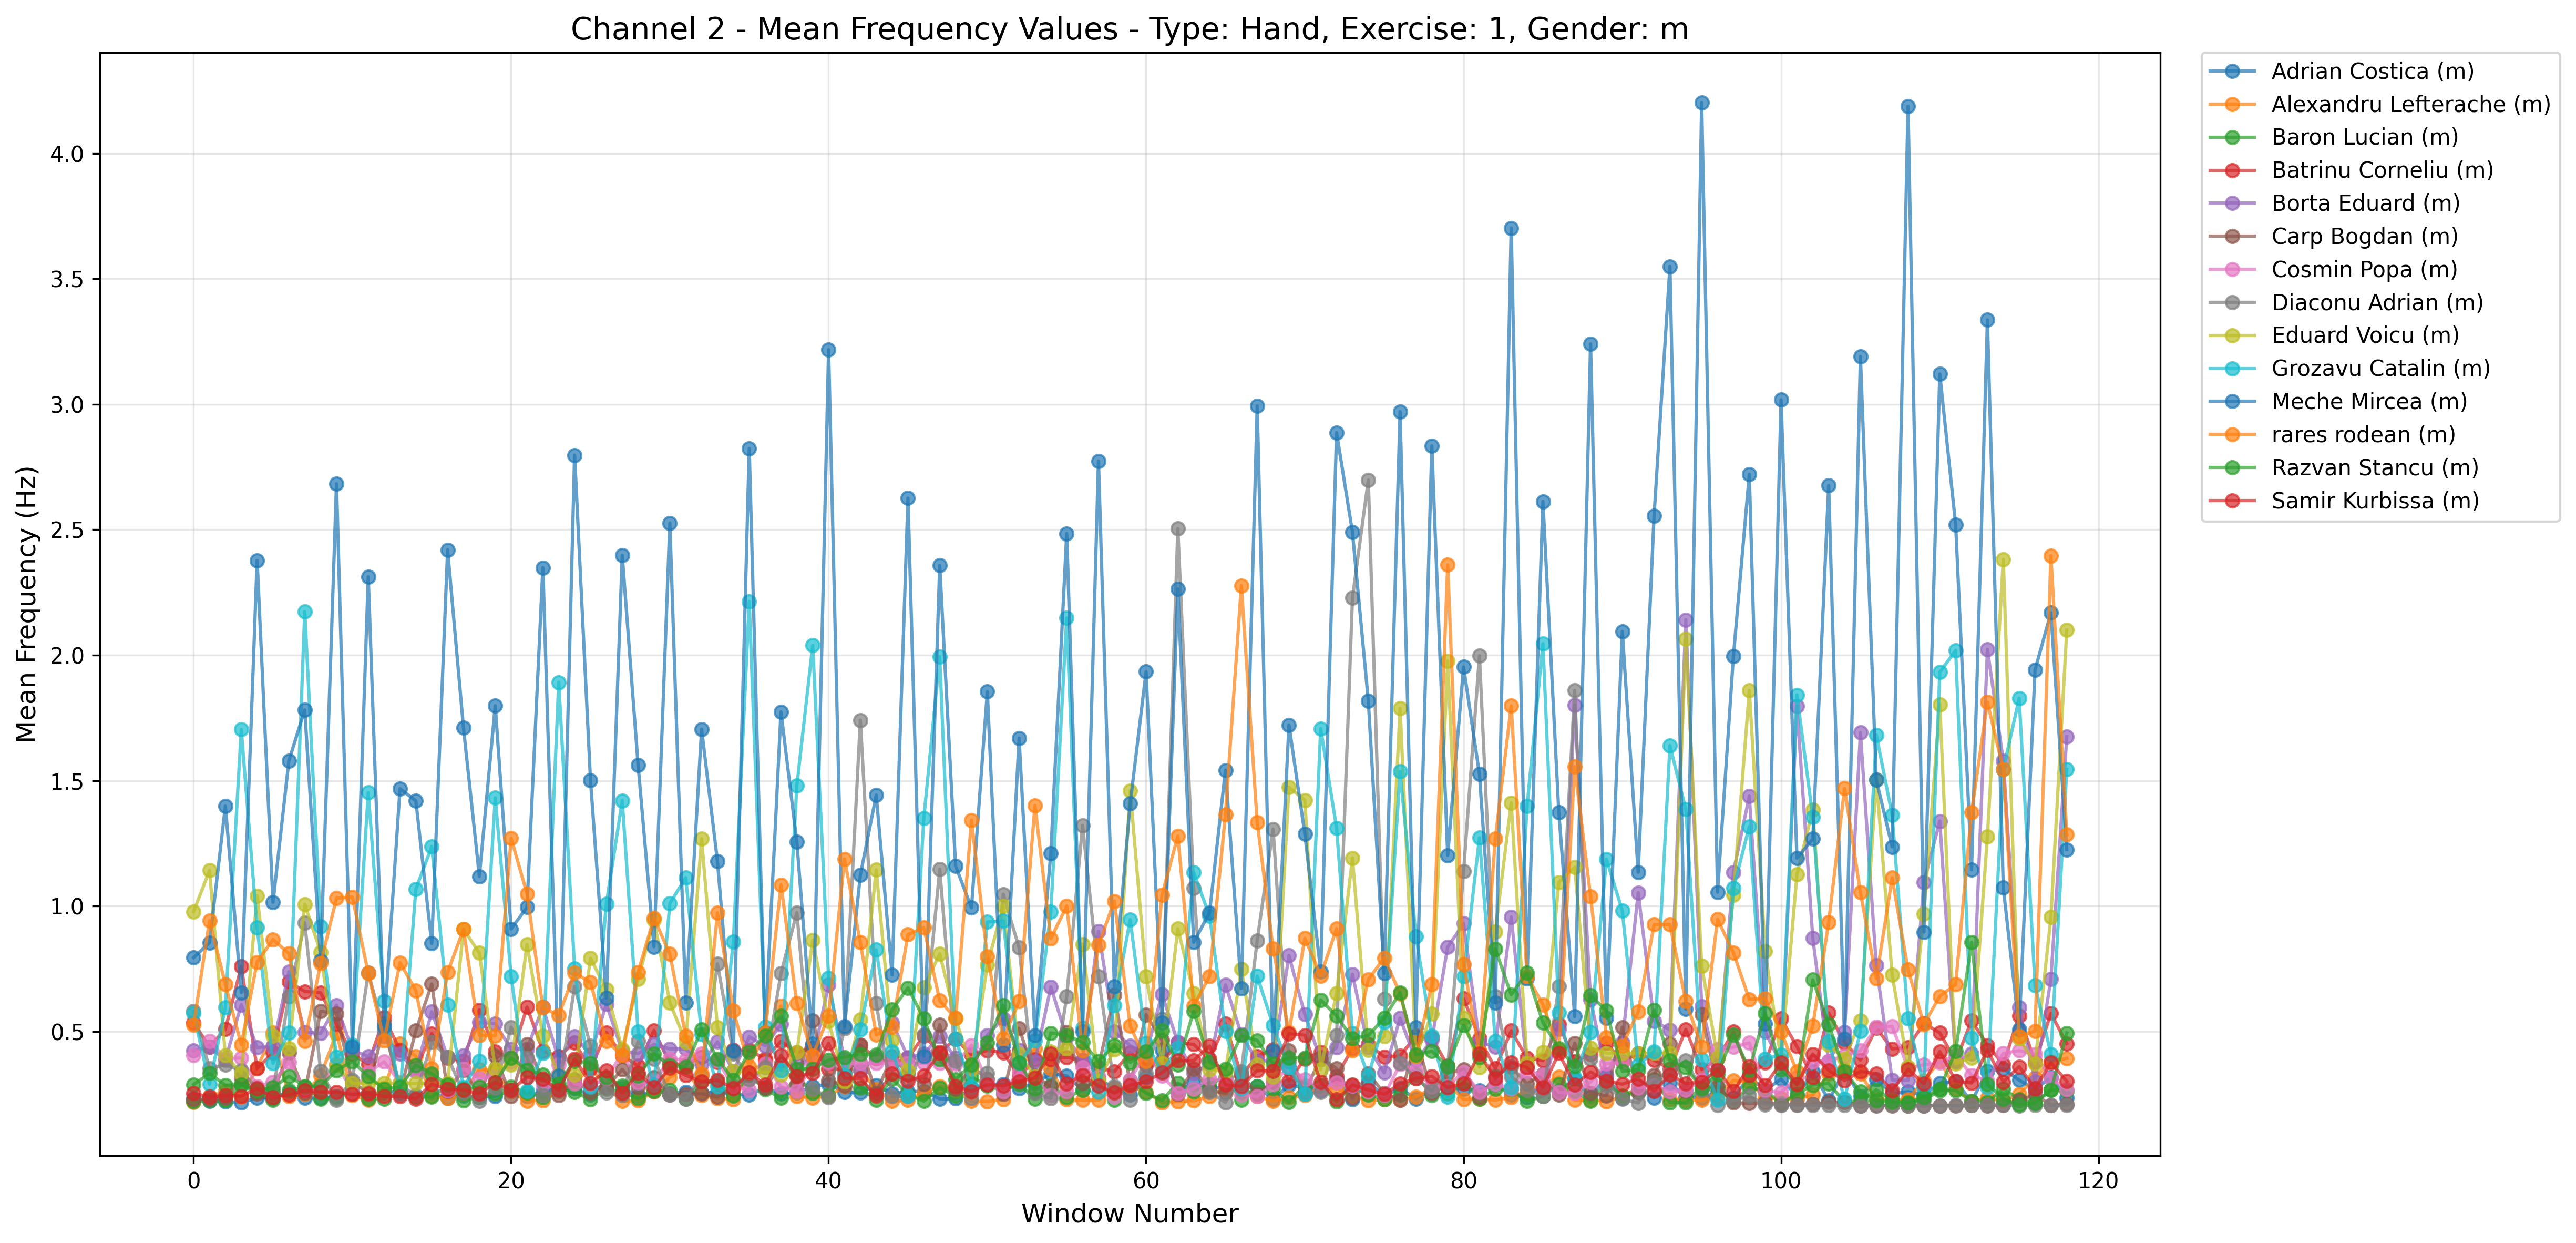 Channel 2 - Mean Frequency Values - Type: Hand, Exercise: 1, Gender: m
Adrian Costica (m)
Alexandru Lefterache (m)
Baron Lucian (m)
Batrinu Corneliu (m)
Borta Eduard (m)
Carp Bogdan (m)
Cosmin Popa (m)
Diaconu Adrian (m)
Eduard Voicu (m)
Grozavu Catalin (m)
Meche Mircea (m)
rares rodean (m)
Razvan Stancu (m)
Samir Kurbissa (m)
Mean Frequency (Hz)
4.0
3.5
3.0
2.5
2.0
1.5
1.0
0.5
0 20 40 60 80 100 120
Window Number